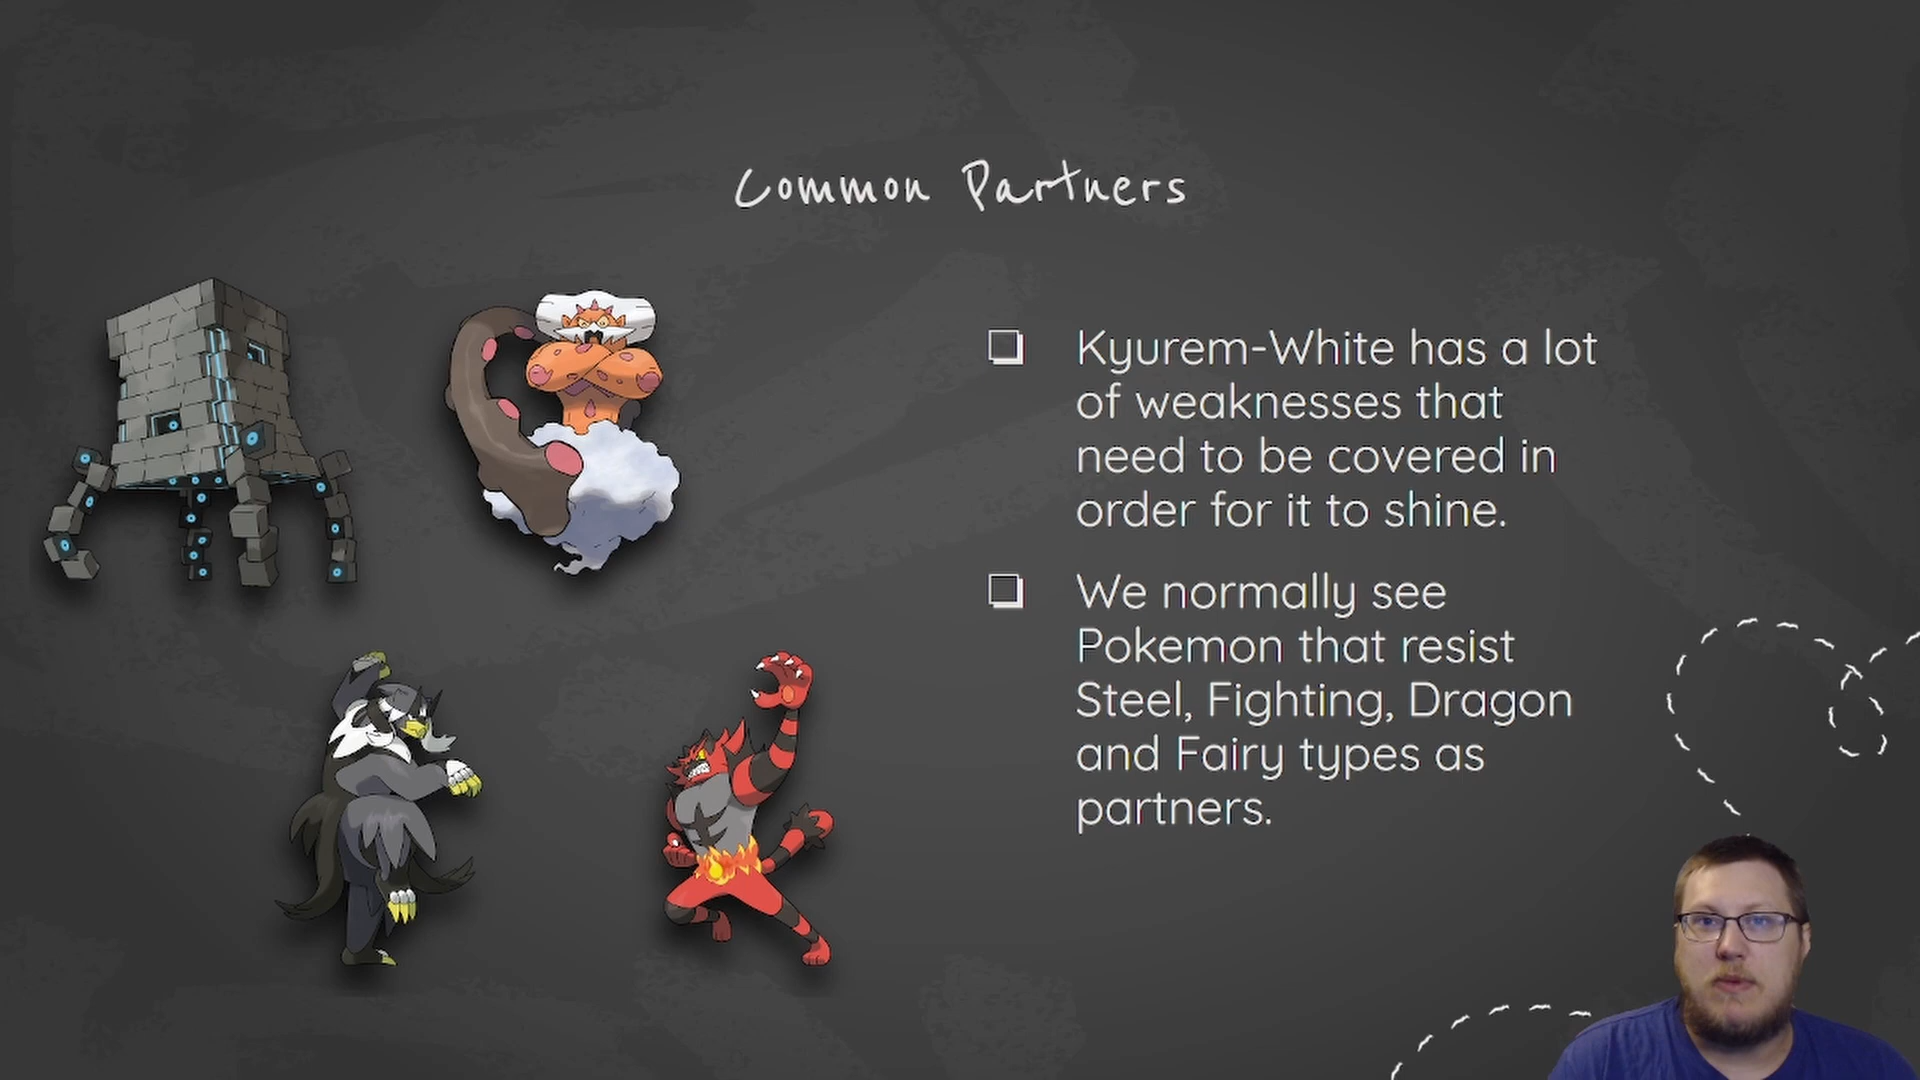 Common Partners
Kyurem-White has a lot
of weaknesses that
need to be covered in
order for it to shine.
We normally see
Pokemon that resist
Steel, Fighting, Dragon
and Fairy types as
partners.